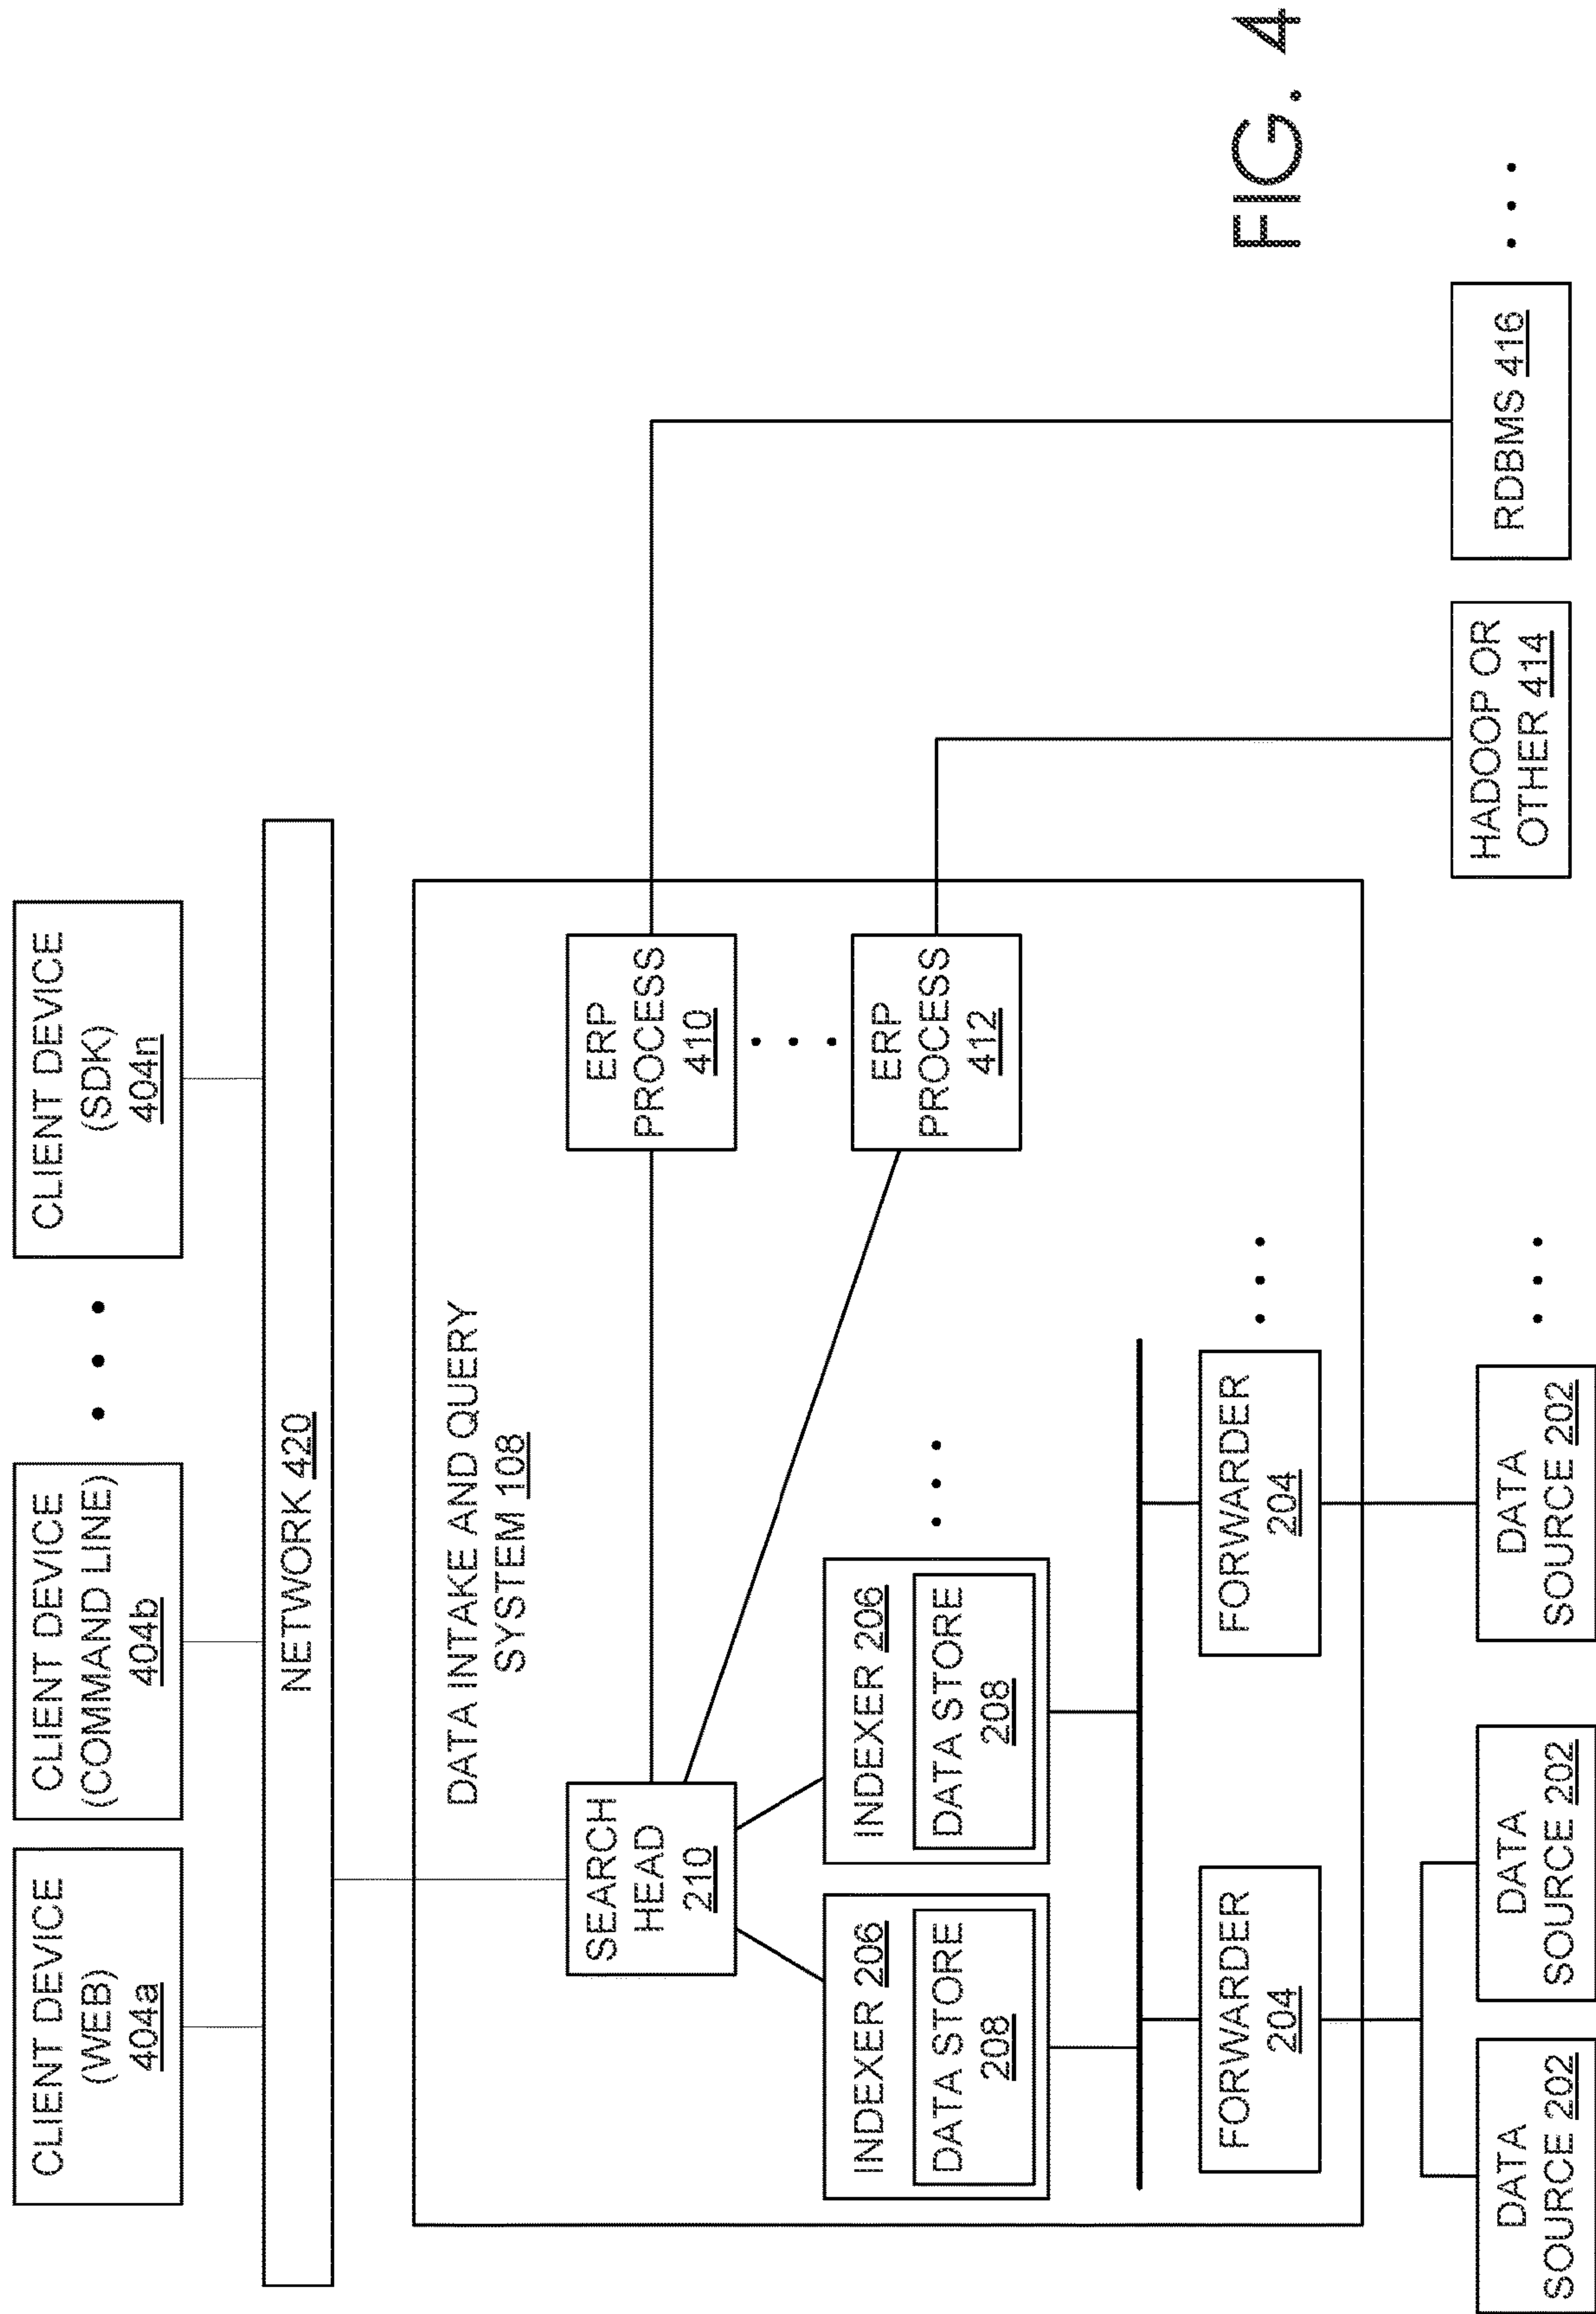 CLIENT DEVICE
(WEB)
404a
CLIENT DEVICE
(COMMAND LINE)
404b
CLIENT DEVICE
(SDK)
404n
NETWORK 420
DATA INTAKE AND QUERY
SYSTEM 108
SEARCH
HEAD
210
ERP
PROCESS
410
INDEXER 206
DATA STORE
208
INDEXER 206
DATA STORE
208
ERP
PROCESS
412
FORWARDER
204
FORWARDER
204
DATA
SOURCE 202
DATA
SOURCE 202
DATA
SOURCE 202
HADOOP OR
OTHER 414
RDBMS 416
FIG. 4